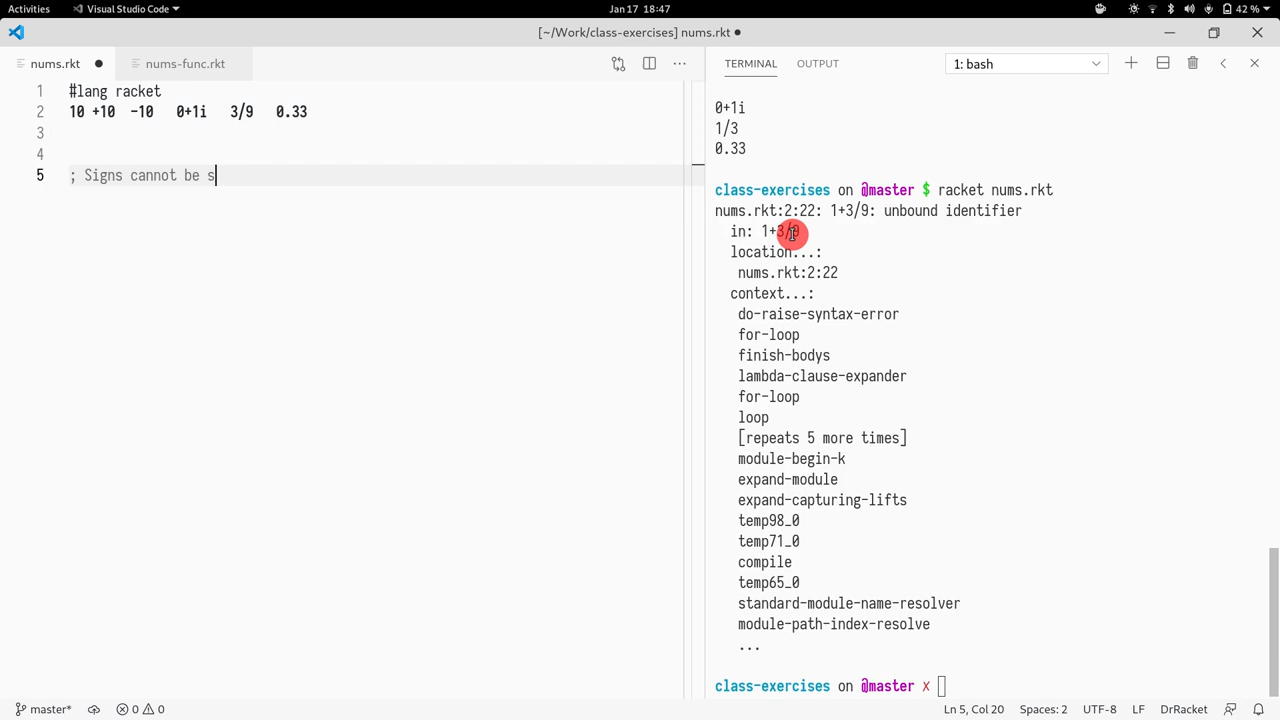 Activities Visual Studio Code Jan 17 18:47 42 %
[~/Work/class-exercises] nums.rkt
nums.rkt nums-func.rkt
1 #lang racket
2 10 +10 -10 0+1i 3/9 0.33
3
4
5 ; Signs cannot be s
TERMINAL OUTPUT 1: bash
0+1i
1/3
0.33
class-exercises on @master $ racket nums.rkt
nums.rkt:2:22: 1+3/9: unbound identifier
in: 1+3/9
location...:
nums.rkt:2:22
context...:
do-raise-syntax-error
for-loop
finish-bodys
lambda-clause-expander
for-loop
loop
[repeats 5 more times]
module-begin-k
expand-module
expand-capturing-lifts
temp98_0
temp71_0
compile
temp65_0
standard-module-name-resolver
module-path-index-resolve
...
class-exercises on @master x
master* 0 0 Ln 5, Col 20 Spaces: 2 UTF-8 LF DrRacket